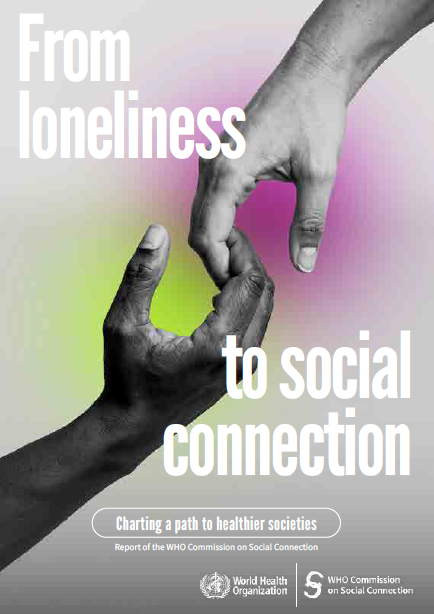 From
loneliness
to social
connection
Charting a path to healthier societies
Report of the WHO Commission on Social Connection
World Health
Organization
WHO Commission
on Social Connection